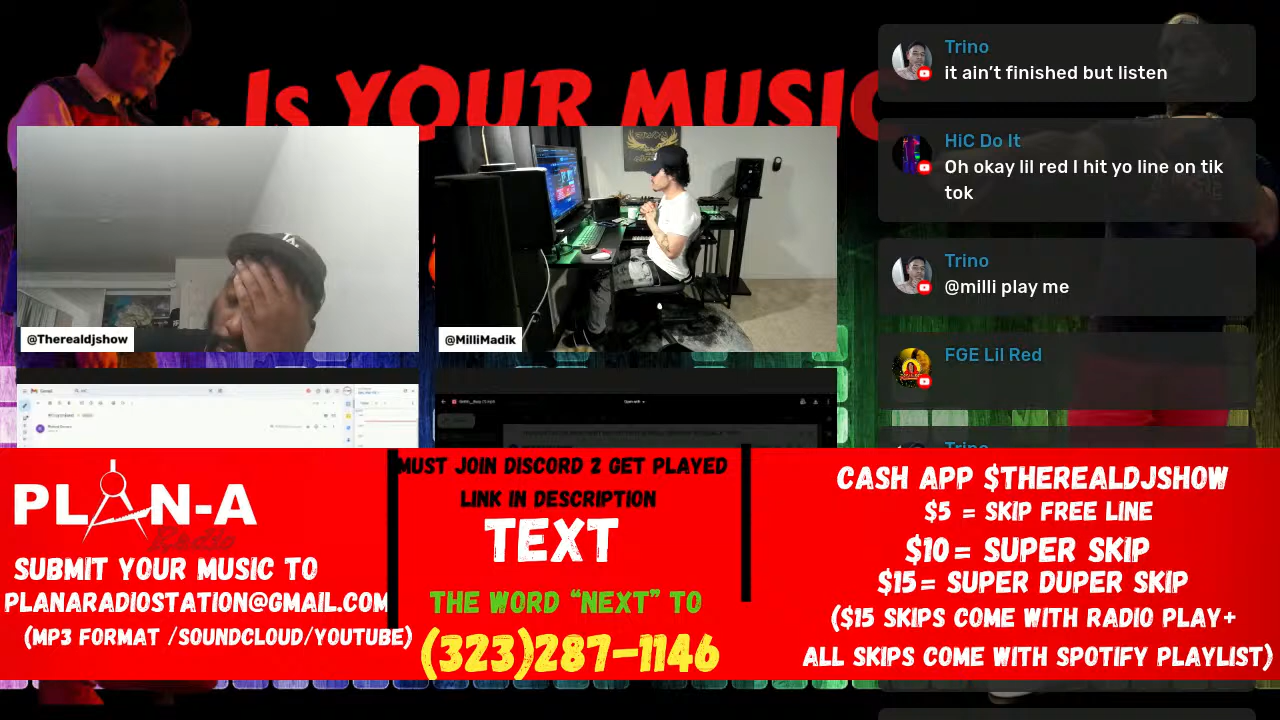 Is YOUR MUSIC
@Therealdjshow
@MilliMadik
Trino
it ain't finished but listen
HiC Do It
Oh okay lil red I hit yo line on tik
tok
Trino
@milli play me
FGE Lil Red
Trino
PLAN-A
Radio
SUBMIT YOUR MUSIC TO
PLANARADIOSTATION@GMAIL.COM
(MP3 FORMAT /SOUNDCLOUD/YOUTUBE)
MUST JOIN DISCORD 2 GET PLAYED
LINK IN DESCRIPTION
TEXT
THE WORD “NEXT” TO
(323)287-1146
CASH APP $THEREALDJSHOW
$5 = SKIP FREE LINE
$10= SUPER SKIP
$15= SUPER DUPER SKIP
($15 SKIPS COME WITH RADIO PLAY+
ALL SKIPS COME WITH SPOTIFY PLAYLIST)